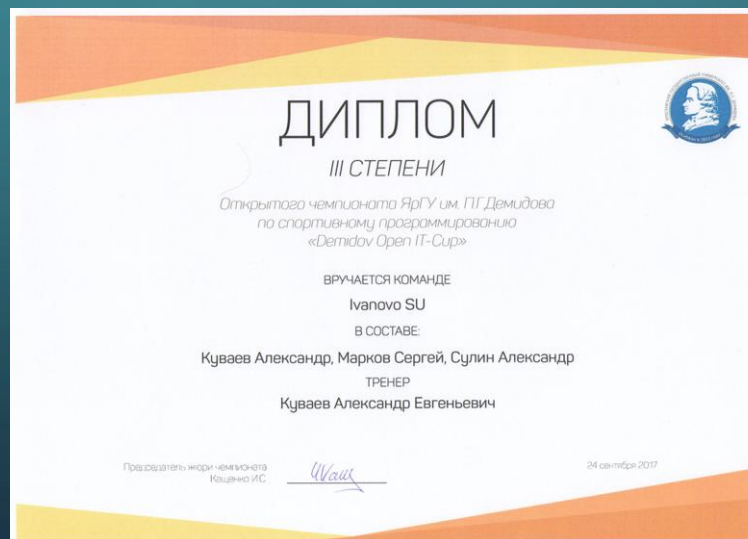 ДИПЛОМ
III СТЕПЕНИ
Открытого чемпионата ЯрГУ им. П.Г.Демидова
по спортивному программированию
«Demidov Open IT-Cup»
ВРУЧАЕТСЯ КОМАНДЕ
Ivanovo SU
В СОСТАВЕ:
Куваев Александр, Марков Сергей, Сулин Александр
ТРЕНЕР
Куваев Александр Евгеньевич
Председатель жюри чемпионата
Кащенко И.С.
24 сентября 2017